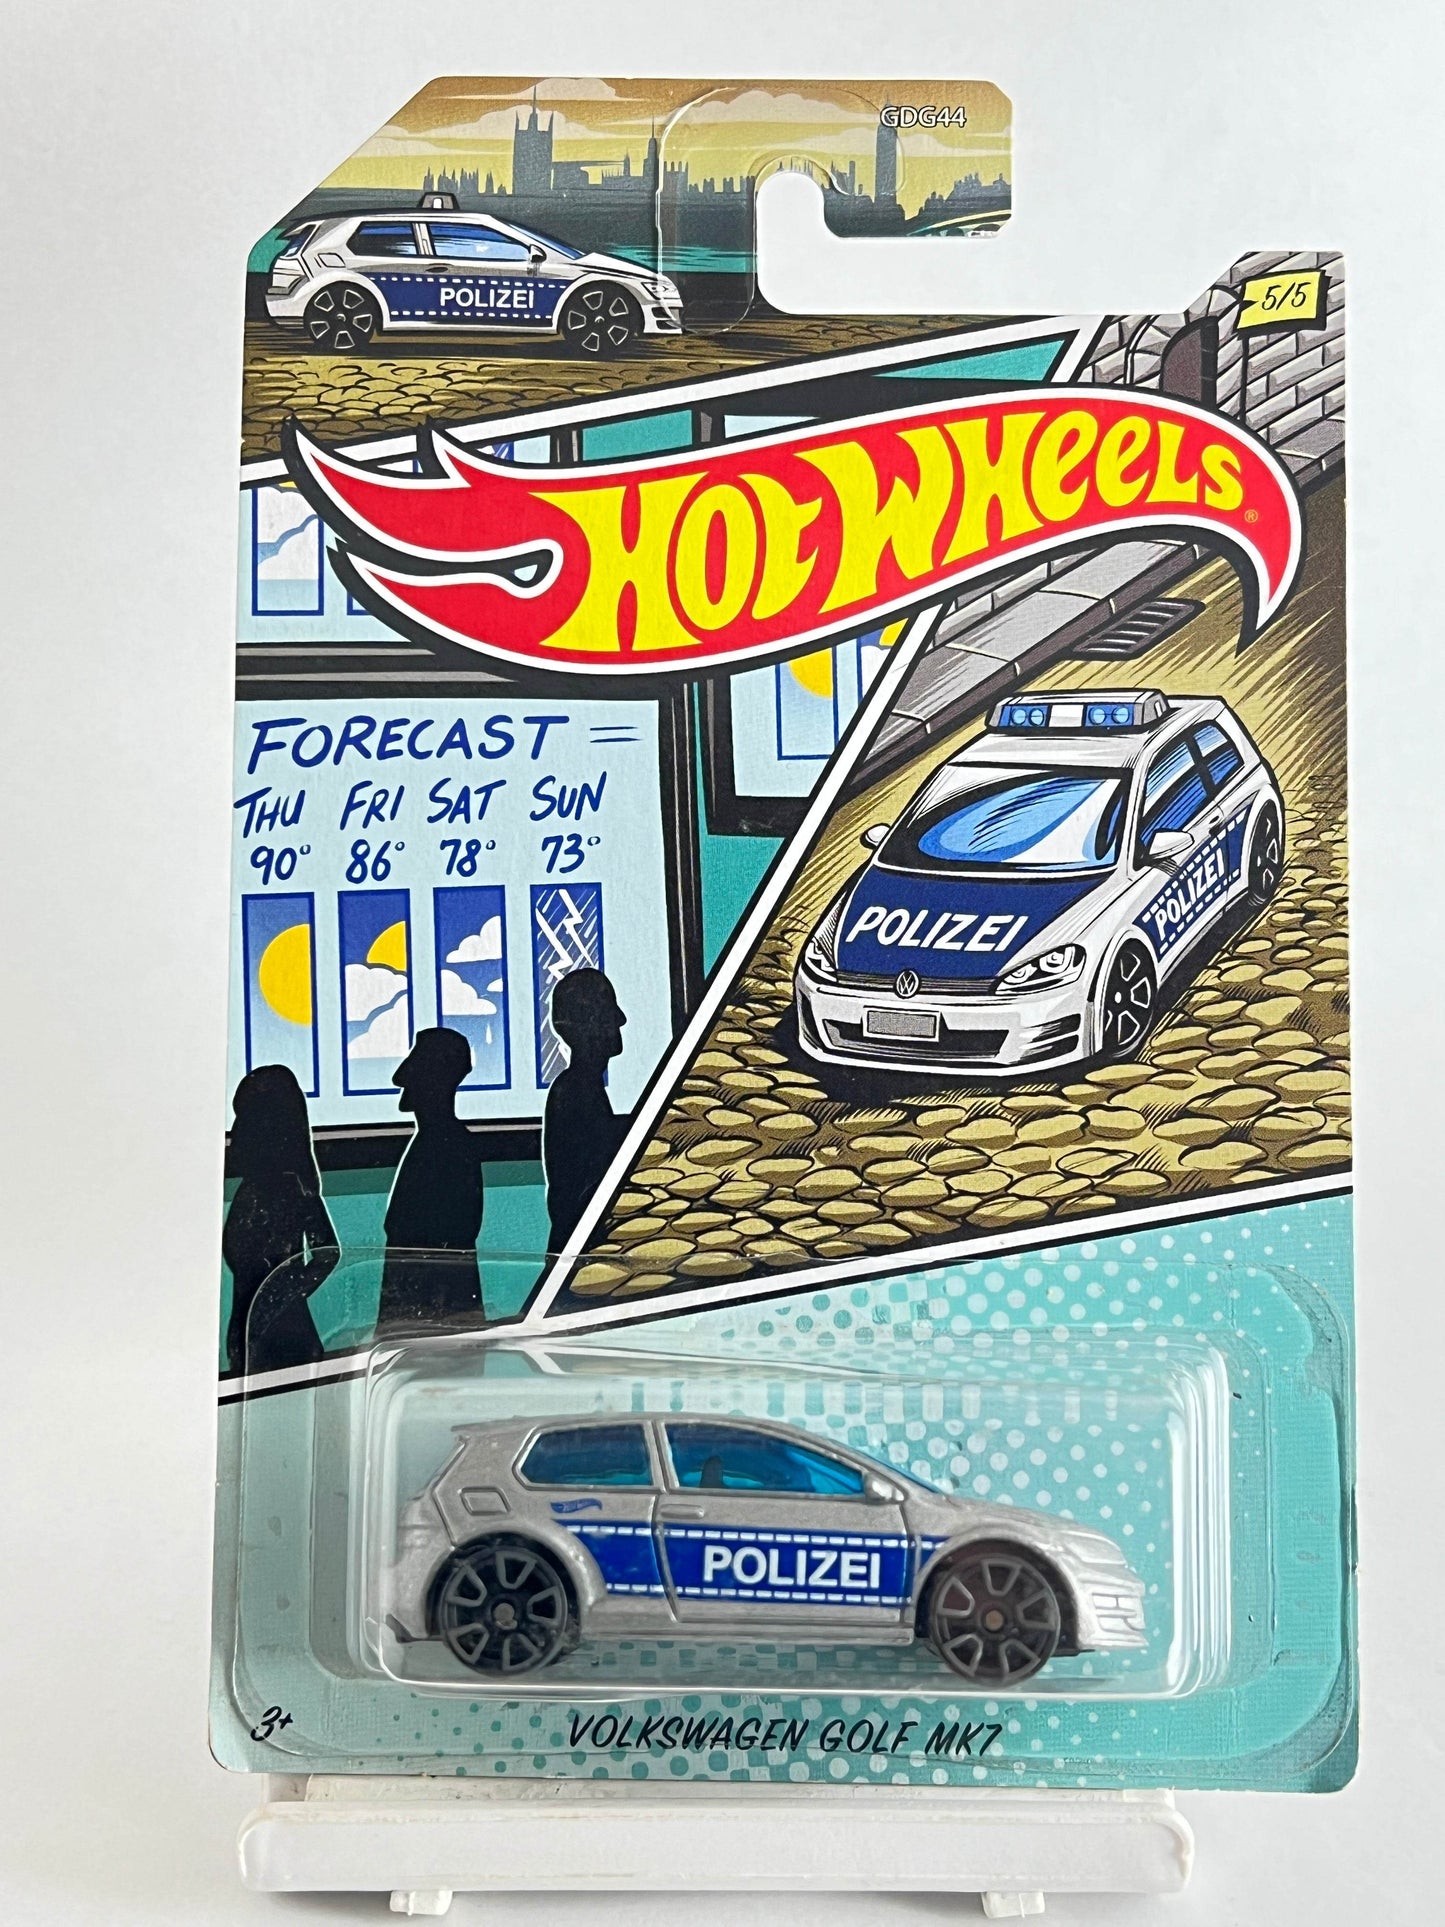 GDG44
5/5
POLIZEI
HOT WHEELS®
FORECAST =
THU FRI SAT SUN
90° 86° 78° 73°
POLIZEI
POLIZEI
POLIZEI
3+
VOLKSWAGEN GOLF MK7